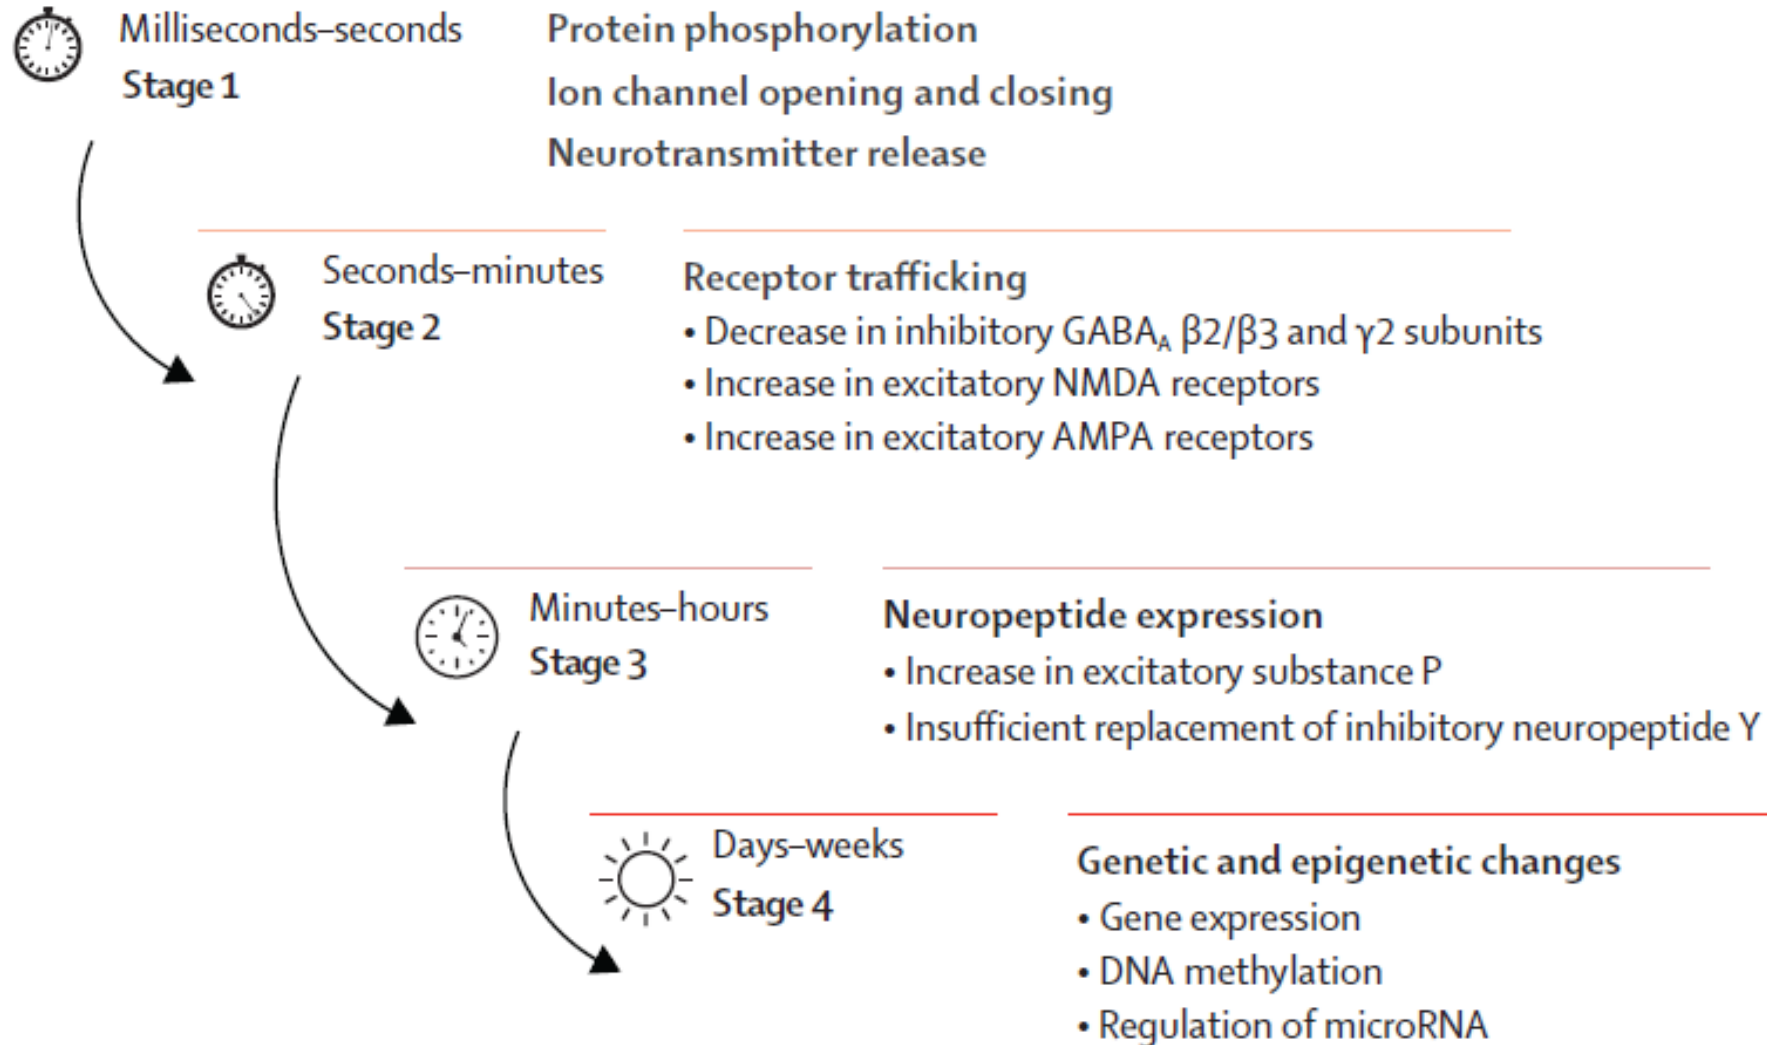 Milliseconds–seconds
Stage 1
Protein phosphorylation
Ion channel opening and closing
Neurotransmitter release
Seconds–minutes
Stage 2
Receptor trafficking
• Decrease in inhibitory GABA_A β2/β3 and γ2 subunits
• Increase in excitatory NMDA receptors
• Increase in excitatory AMPA receptors
Minutes–hours
Stage 3
Neuropeptide expression
• Increase in excitatory substance P
• Insufficient replacement of inhibitory neuropeptide Y
Days–weeks
Stage 4
Genetic and epigenetic changes
• Gene expression
• DNA methylation
• Regulation of microRNA